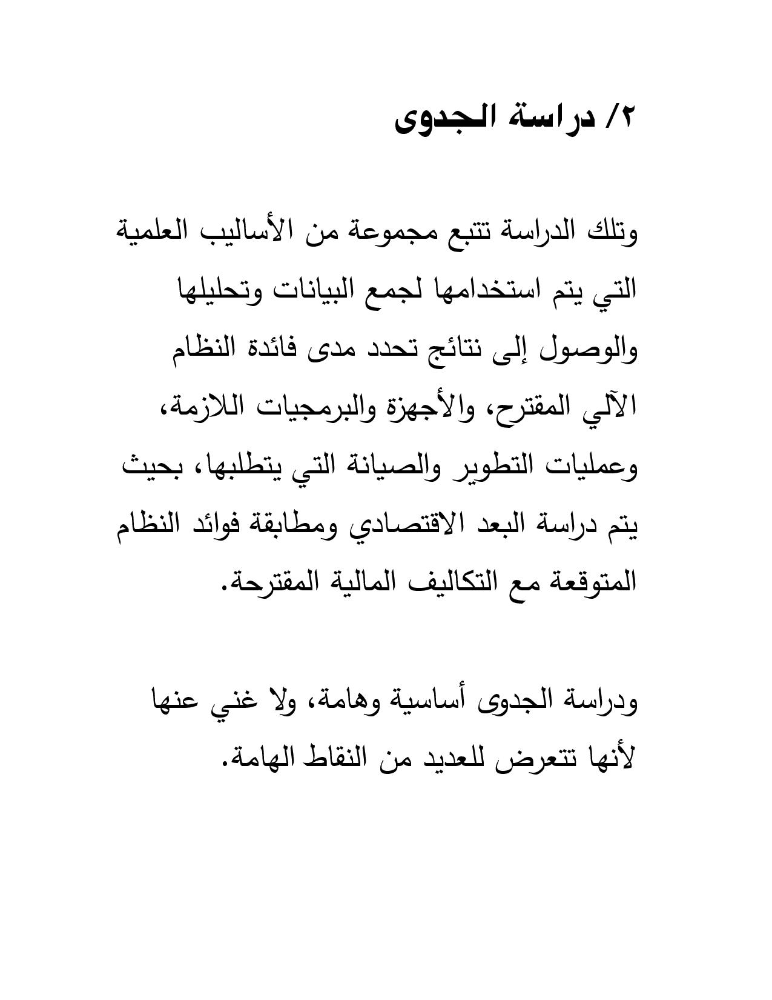 ٢/ دراسة الجدوى
وتلك الدراسة تتبع مجموعة من الأساليب العلمية
التي يتم استخدامها لجمع البيانات وتحليلها
والوصول إلى نتائج تحدد مدى فائدة النظام
الآلي المقترح، والأجهزة والبرمجيات اللازمة،
وعمليات التطوير والصيانة التي يتطلبها، بحيث
يتم دراسة البعد الاقتصادي ومطابقة فوائد النظام
المتوقعة مع التكاليف المالية المقترحة.
ودراسة الجدوى أساسية وهامة، ولا غني عنها
لأنها تتعرض للعديد من النقاط الهامة.